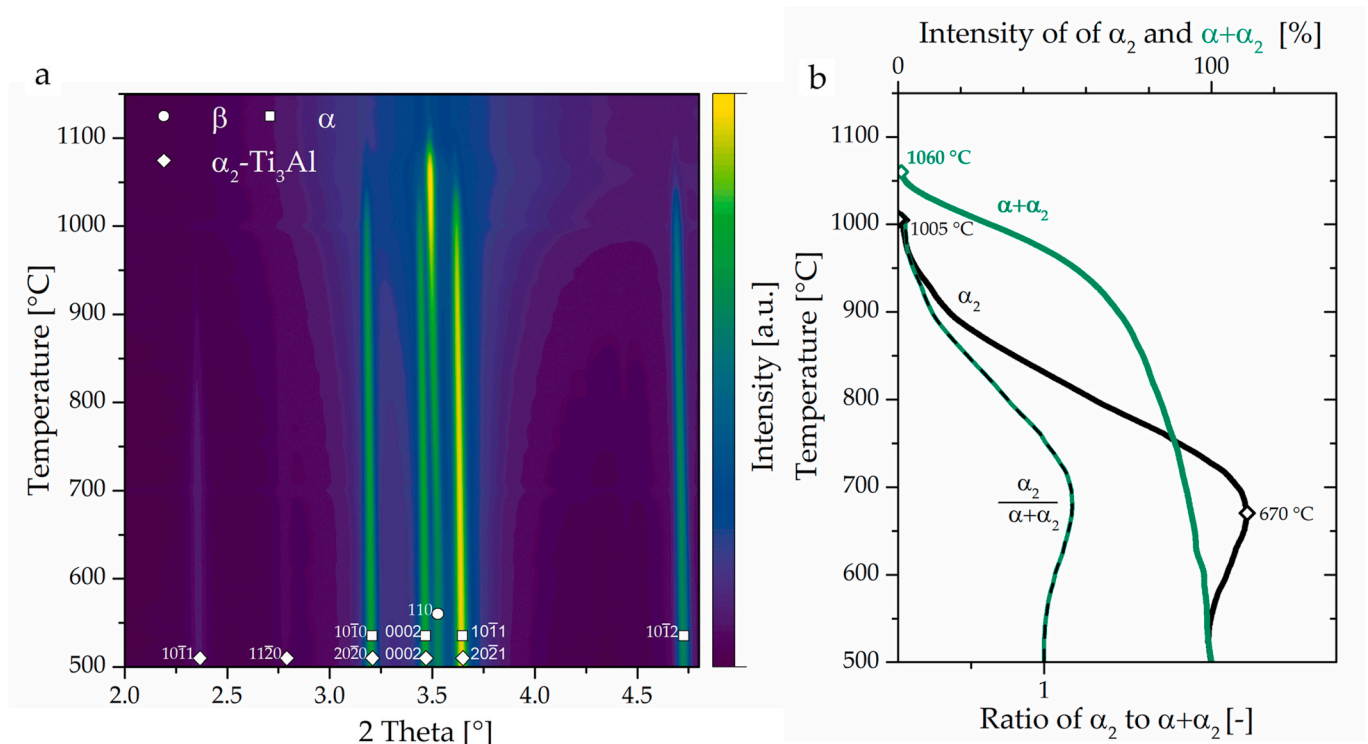 a
β α
α₂-Ti₃Al
1100
1000
900
800
700
600
500
Temperature [°C]
110
101̄0 0002 101̄1 101̄2
101̄1 112̄0 202̄0 0002 202̄1
2.0 2.5 3.0 3.5 4.0 4.5
2 Theta [°]
Intensity [a.u.]
Intensity of of α₂ and α+α₂ [%]
0 100
b
1100
1000
900
800
700
600
500
Temperature [°C]
1060 °C
α+α₂
1005 °C
α₂
α₂
α+α₂
670 °C
1
Ratio of α₂ to α+α₂ [-]